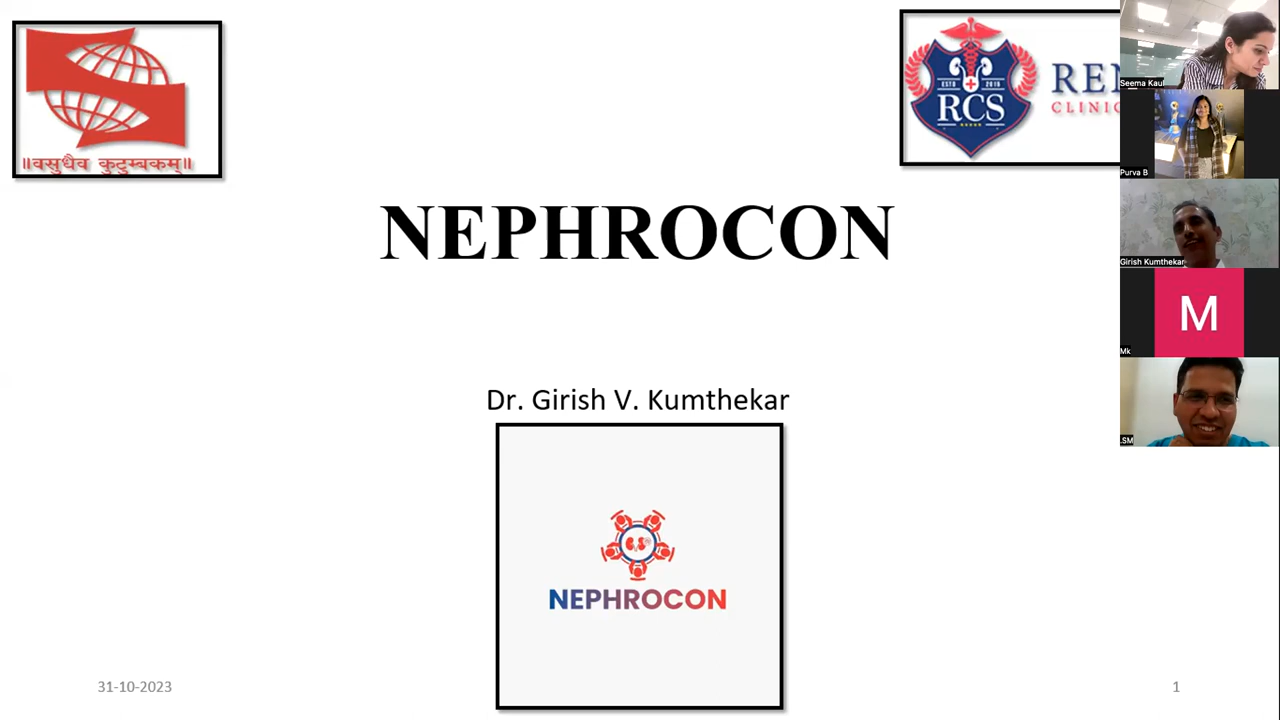 ॥वसुधैव कुटुम्बकम्॥
ESTD 2019
RCS
CLINIC
NEPHROCON
Dr. Girish V. Kumthekar
NEPHROCON
31-10-2023
1
Seema Kaul
Purva B
Girish Kumthekar
M
Mk
SM